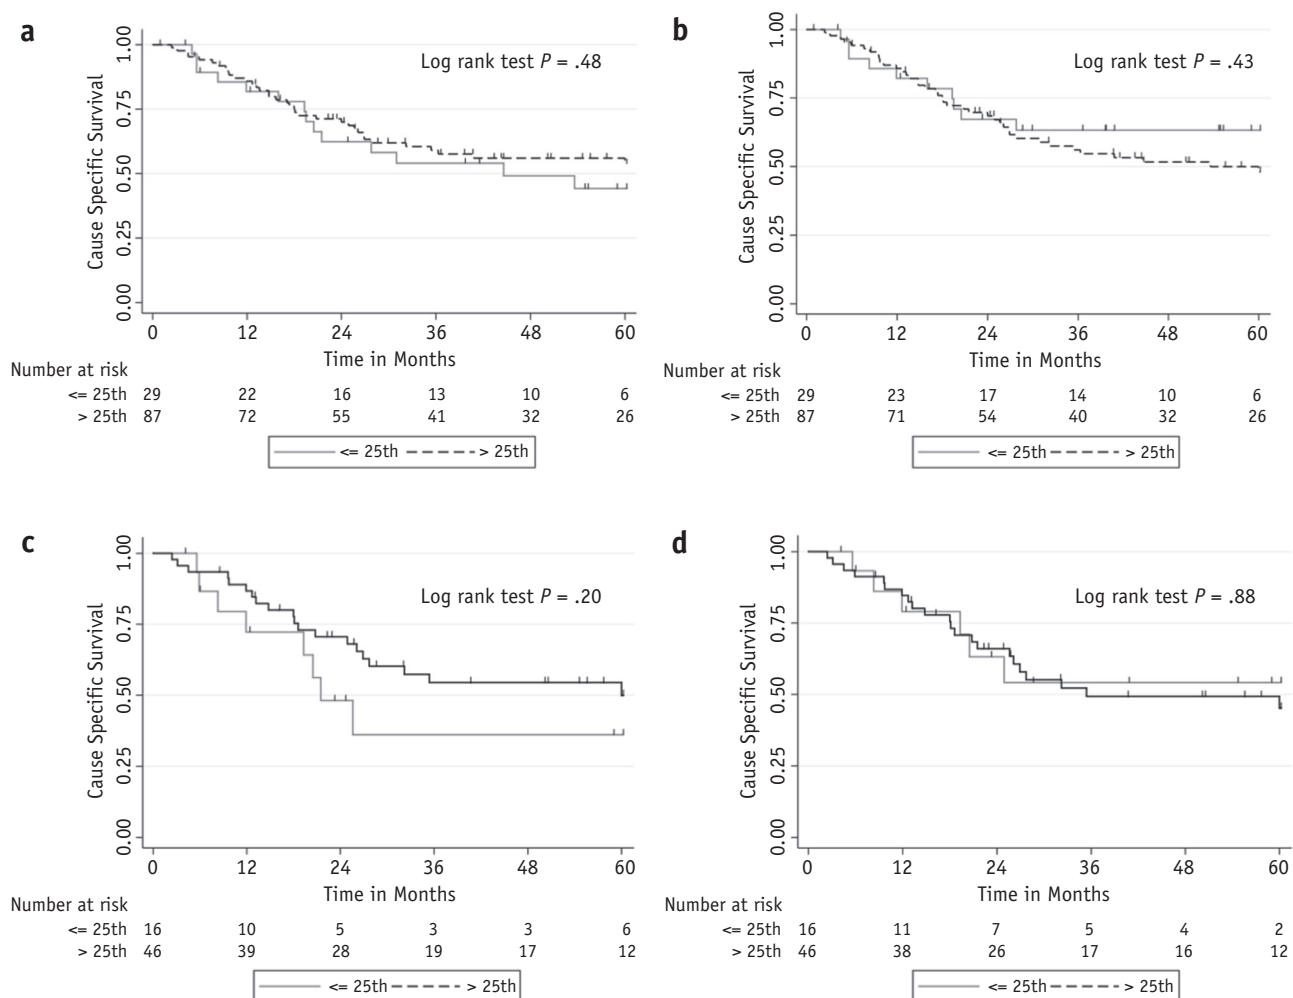 a
Log rank test P = .48
Cause Specific Survival
1.00
0.75
0.50
0.25
0.00
0 12 24 36 48 60
Time in Months
Number at risk
<= 25th 29 22 16 13 10 6
> 25th 87 72 55 41 32 26
<= 25th > 25th
b
Log rank test P = .43
Cause Specific Survival
1.00
0.75
0.50
0.25
0.00
0 12 24 36 48 60
Time in Months
Number at risk
<= 25th 29 23 17 14 10 6
> 25th 87 71 54 40 32 26
<= 25th > 25th
c
Log rank test P = .20
Cause Specific Survival
1.00
0.75
0.50
0.25
0.00
0 12 24 36 48 60
Time in Months
Number at risk
<= 25th 16 10 5 3 3 6
> 25th 46 39 28 19 17 12
<= 25th > 25th
d
Log rank test P = .88
Cause Specific Survival
1.00
0.75
0.50
0.25
0.00
0 12 24 36 48 60
Time in Months
Number at risk
<= 25th 16 11 7 5 4 2
> 25th 46 38 26 17 16 12
<= 25th > 25th